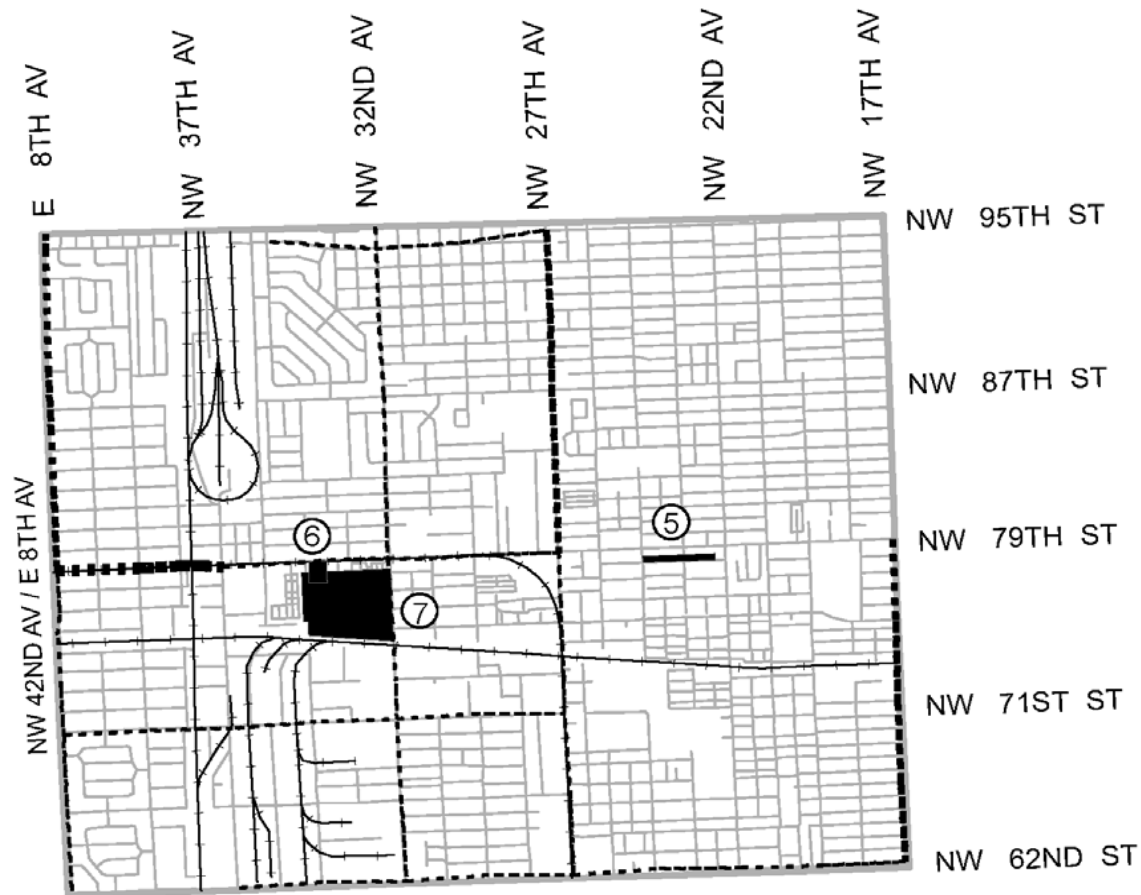 E 8TH AV
NW 37TH AV
NW 32ND AV
NW 27TH AV
NW 22ND AV
NW 17TH AV
NW 95TH ST
NW 87TH ST
NW 79TH ST
NW 71ST ST
NW 62ND ST
NW 42ND AV / E 8TH AV
6
5
7